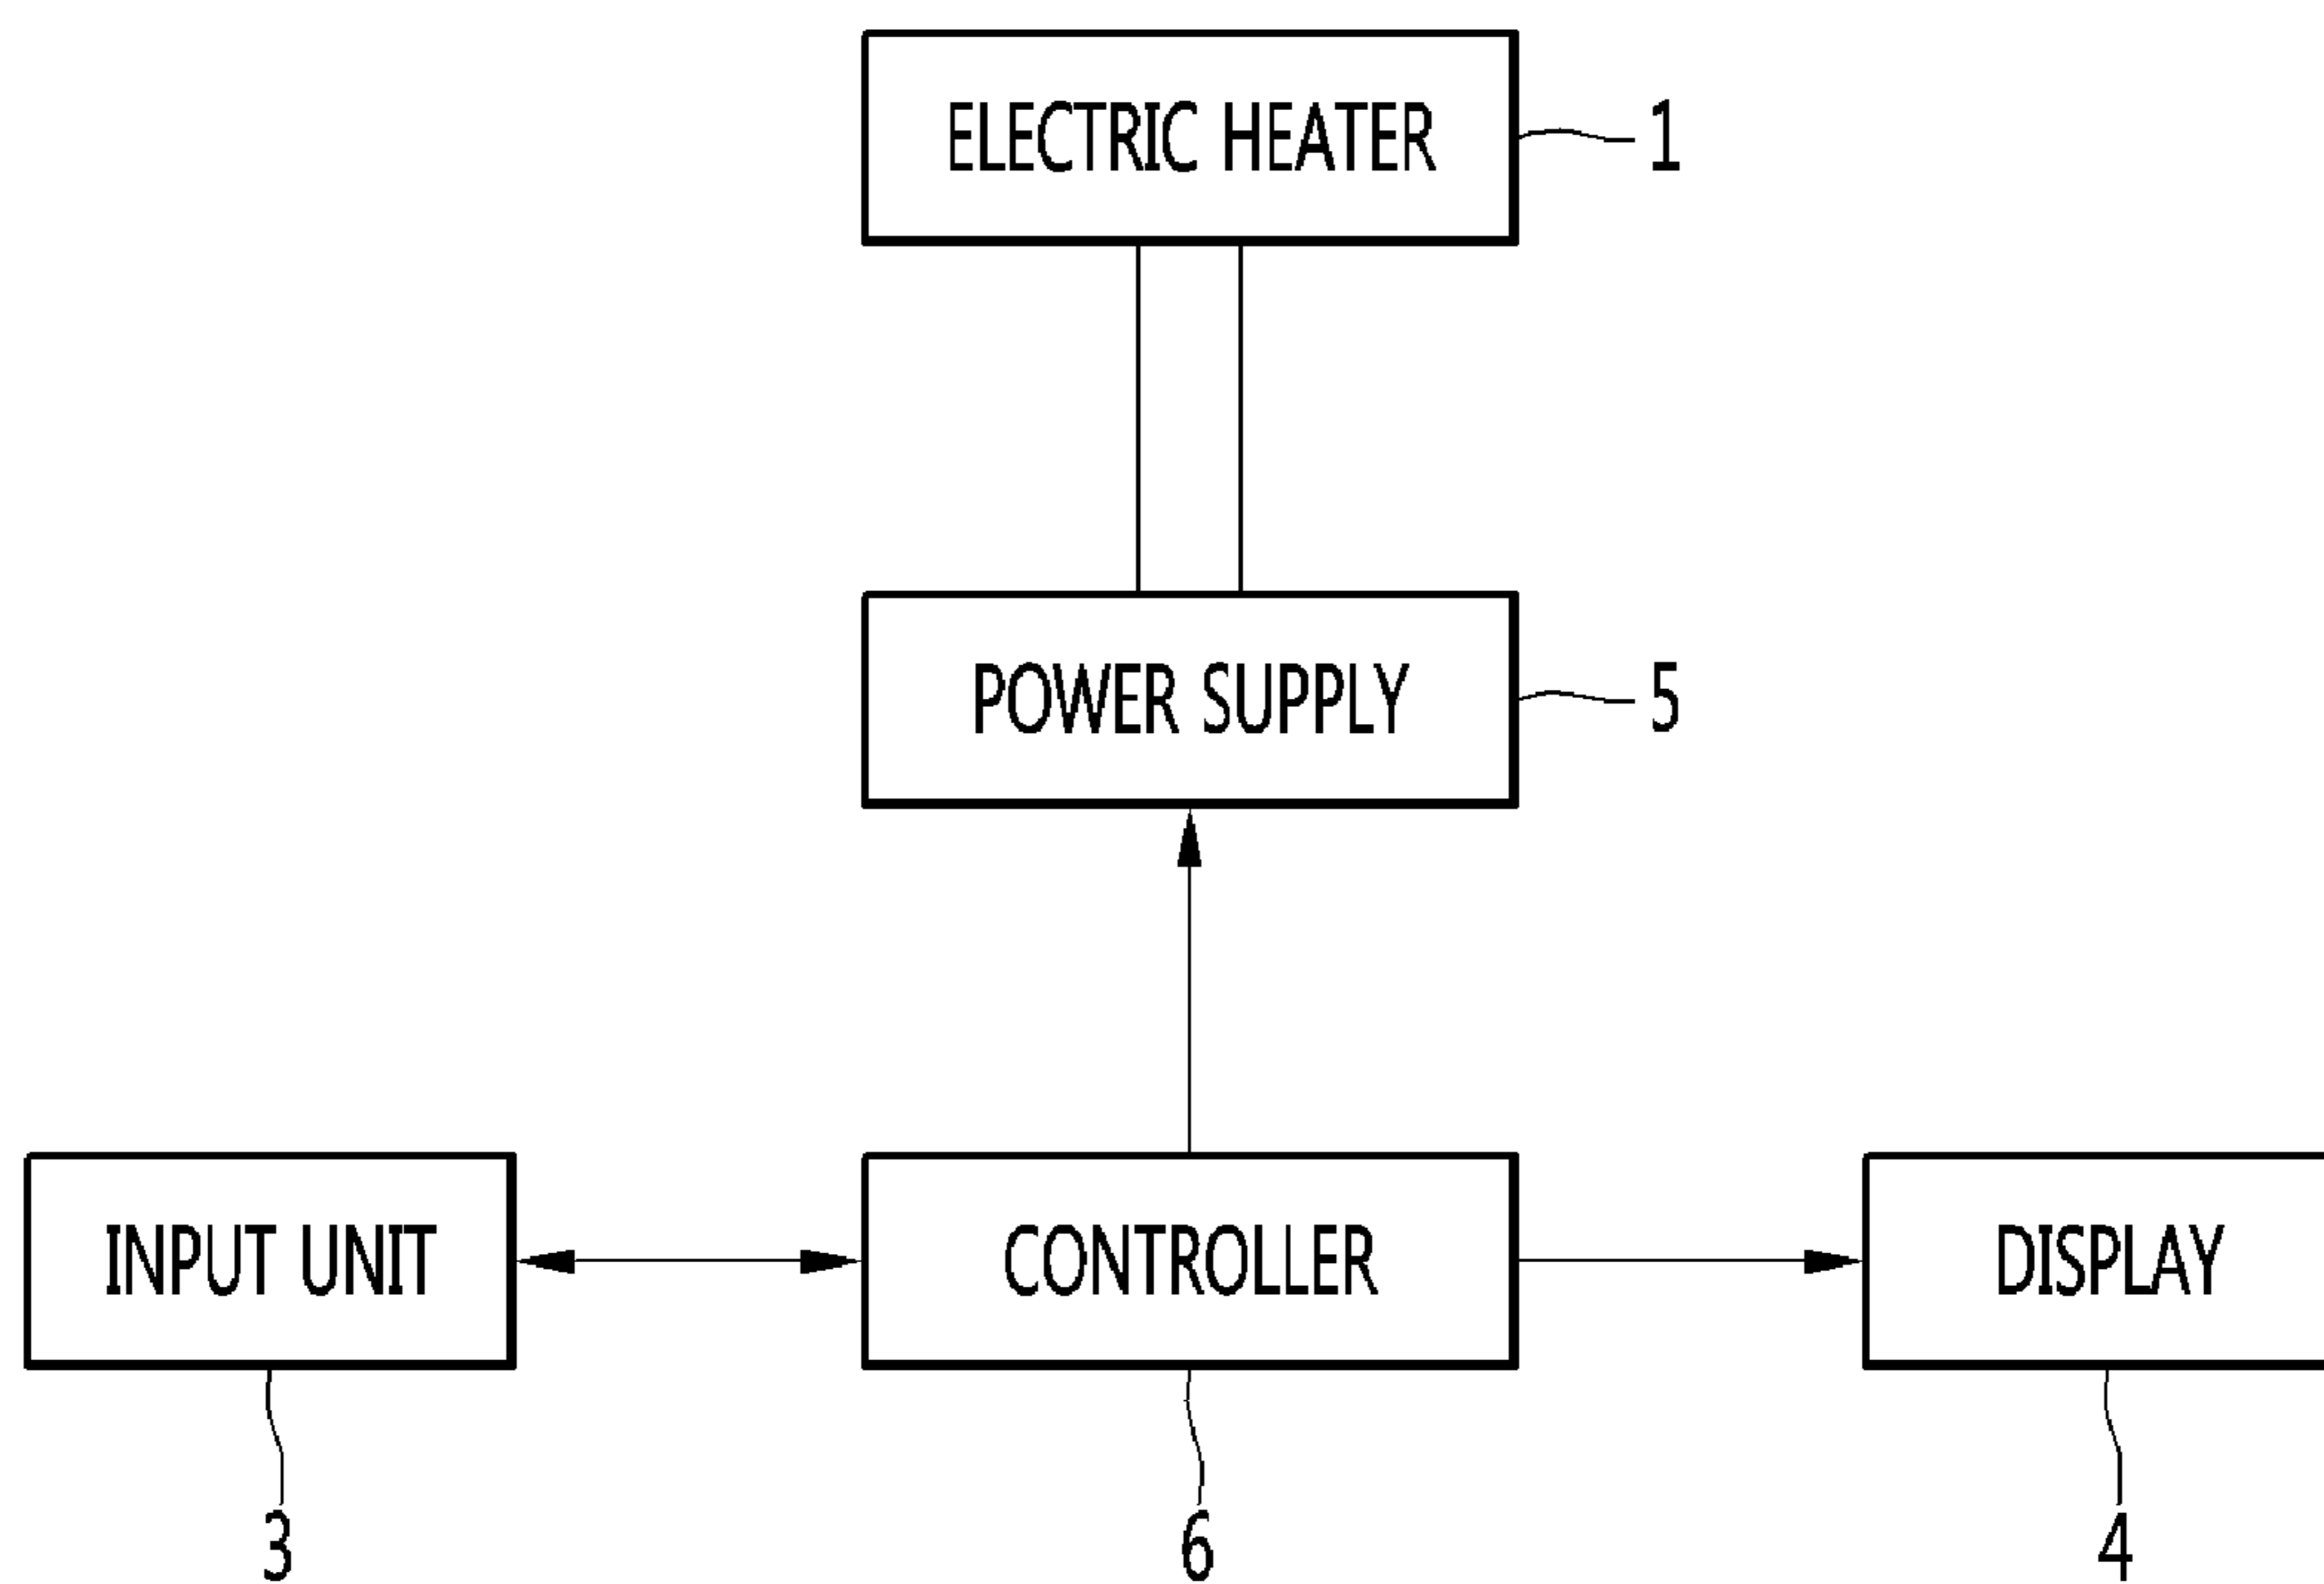 ELECTRIC HEATER 1
POWER SUPPLY 5
INPUT UNIT CONTROLLER DISPLAY
3 6 4